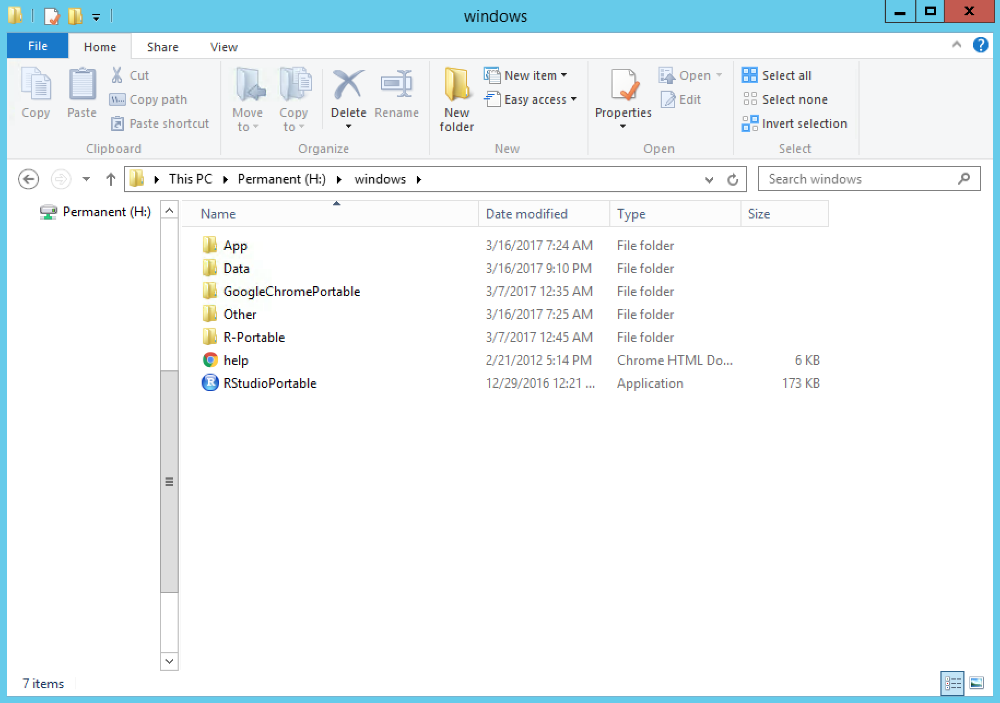 windows
File Home Share View
Copy
Paste
Cut
Copy path
Paste shortcut
Clipboard
Move to
Copy to
Delete
Rename
Organize
New folder
New item
Easy access
New
Properties
Open
Edit
Open
Select all
Select none
Invert selection
Select
This PC Permanent (H:) windows
Search windows
Permanent (H:)
Name Date modified Type Size
App 3/16/2017 7:24 AM File folder
Data 3/16/2017 9:10 PM File folder
GoogleChromePortable 3/7/2017 12:35 AM File folder
Other 3/16/2017 7:25 AM File folder
R-Portable 3/7/2017 12:45 AM File folder
help 2/21/2012 5:14 PM Chrome HTML Do... 6 KB
RStudioPortable 12/29/2016 12:21 ... Application 173 KB
7 items